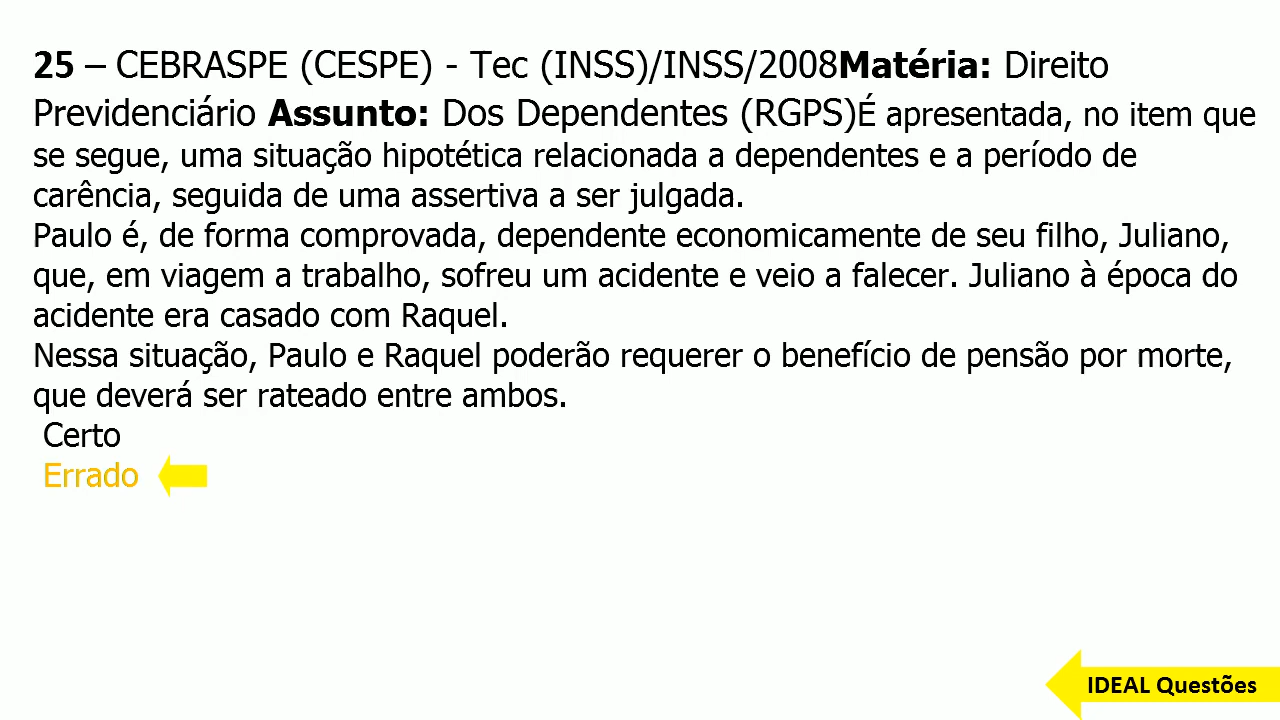 25 – CEBRASPE (CESPE) - Tec (INSS)/INSS/2008Matéria: Direito
Previdenciário Assunto: Dos Dependentes (RGPS)É apresentada, no item que
se segue, uma situação hipotética relacionada a dependentes e a período de
carência, seguida de uma assertiva a ser julgada.
Paulo é, de forma comprovada, dependente economicamente de seu filho, Juliano,
que, em viagem a trabalho, sofreu um acidente e veio a falecer. Juliano à época do
acidente era casado com Raquel.
Nessa situação, Paulo e Raquel poderão requerer o benefício de pensão por morte,
que deverá ser rateado entre ambos.
Certo
Errado
IDEAL Questões